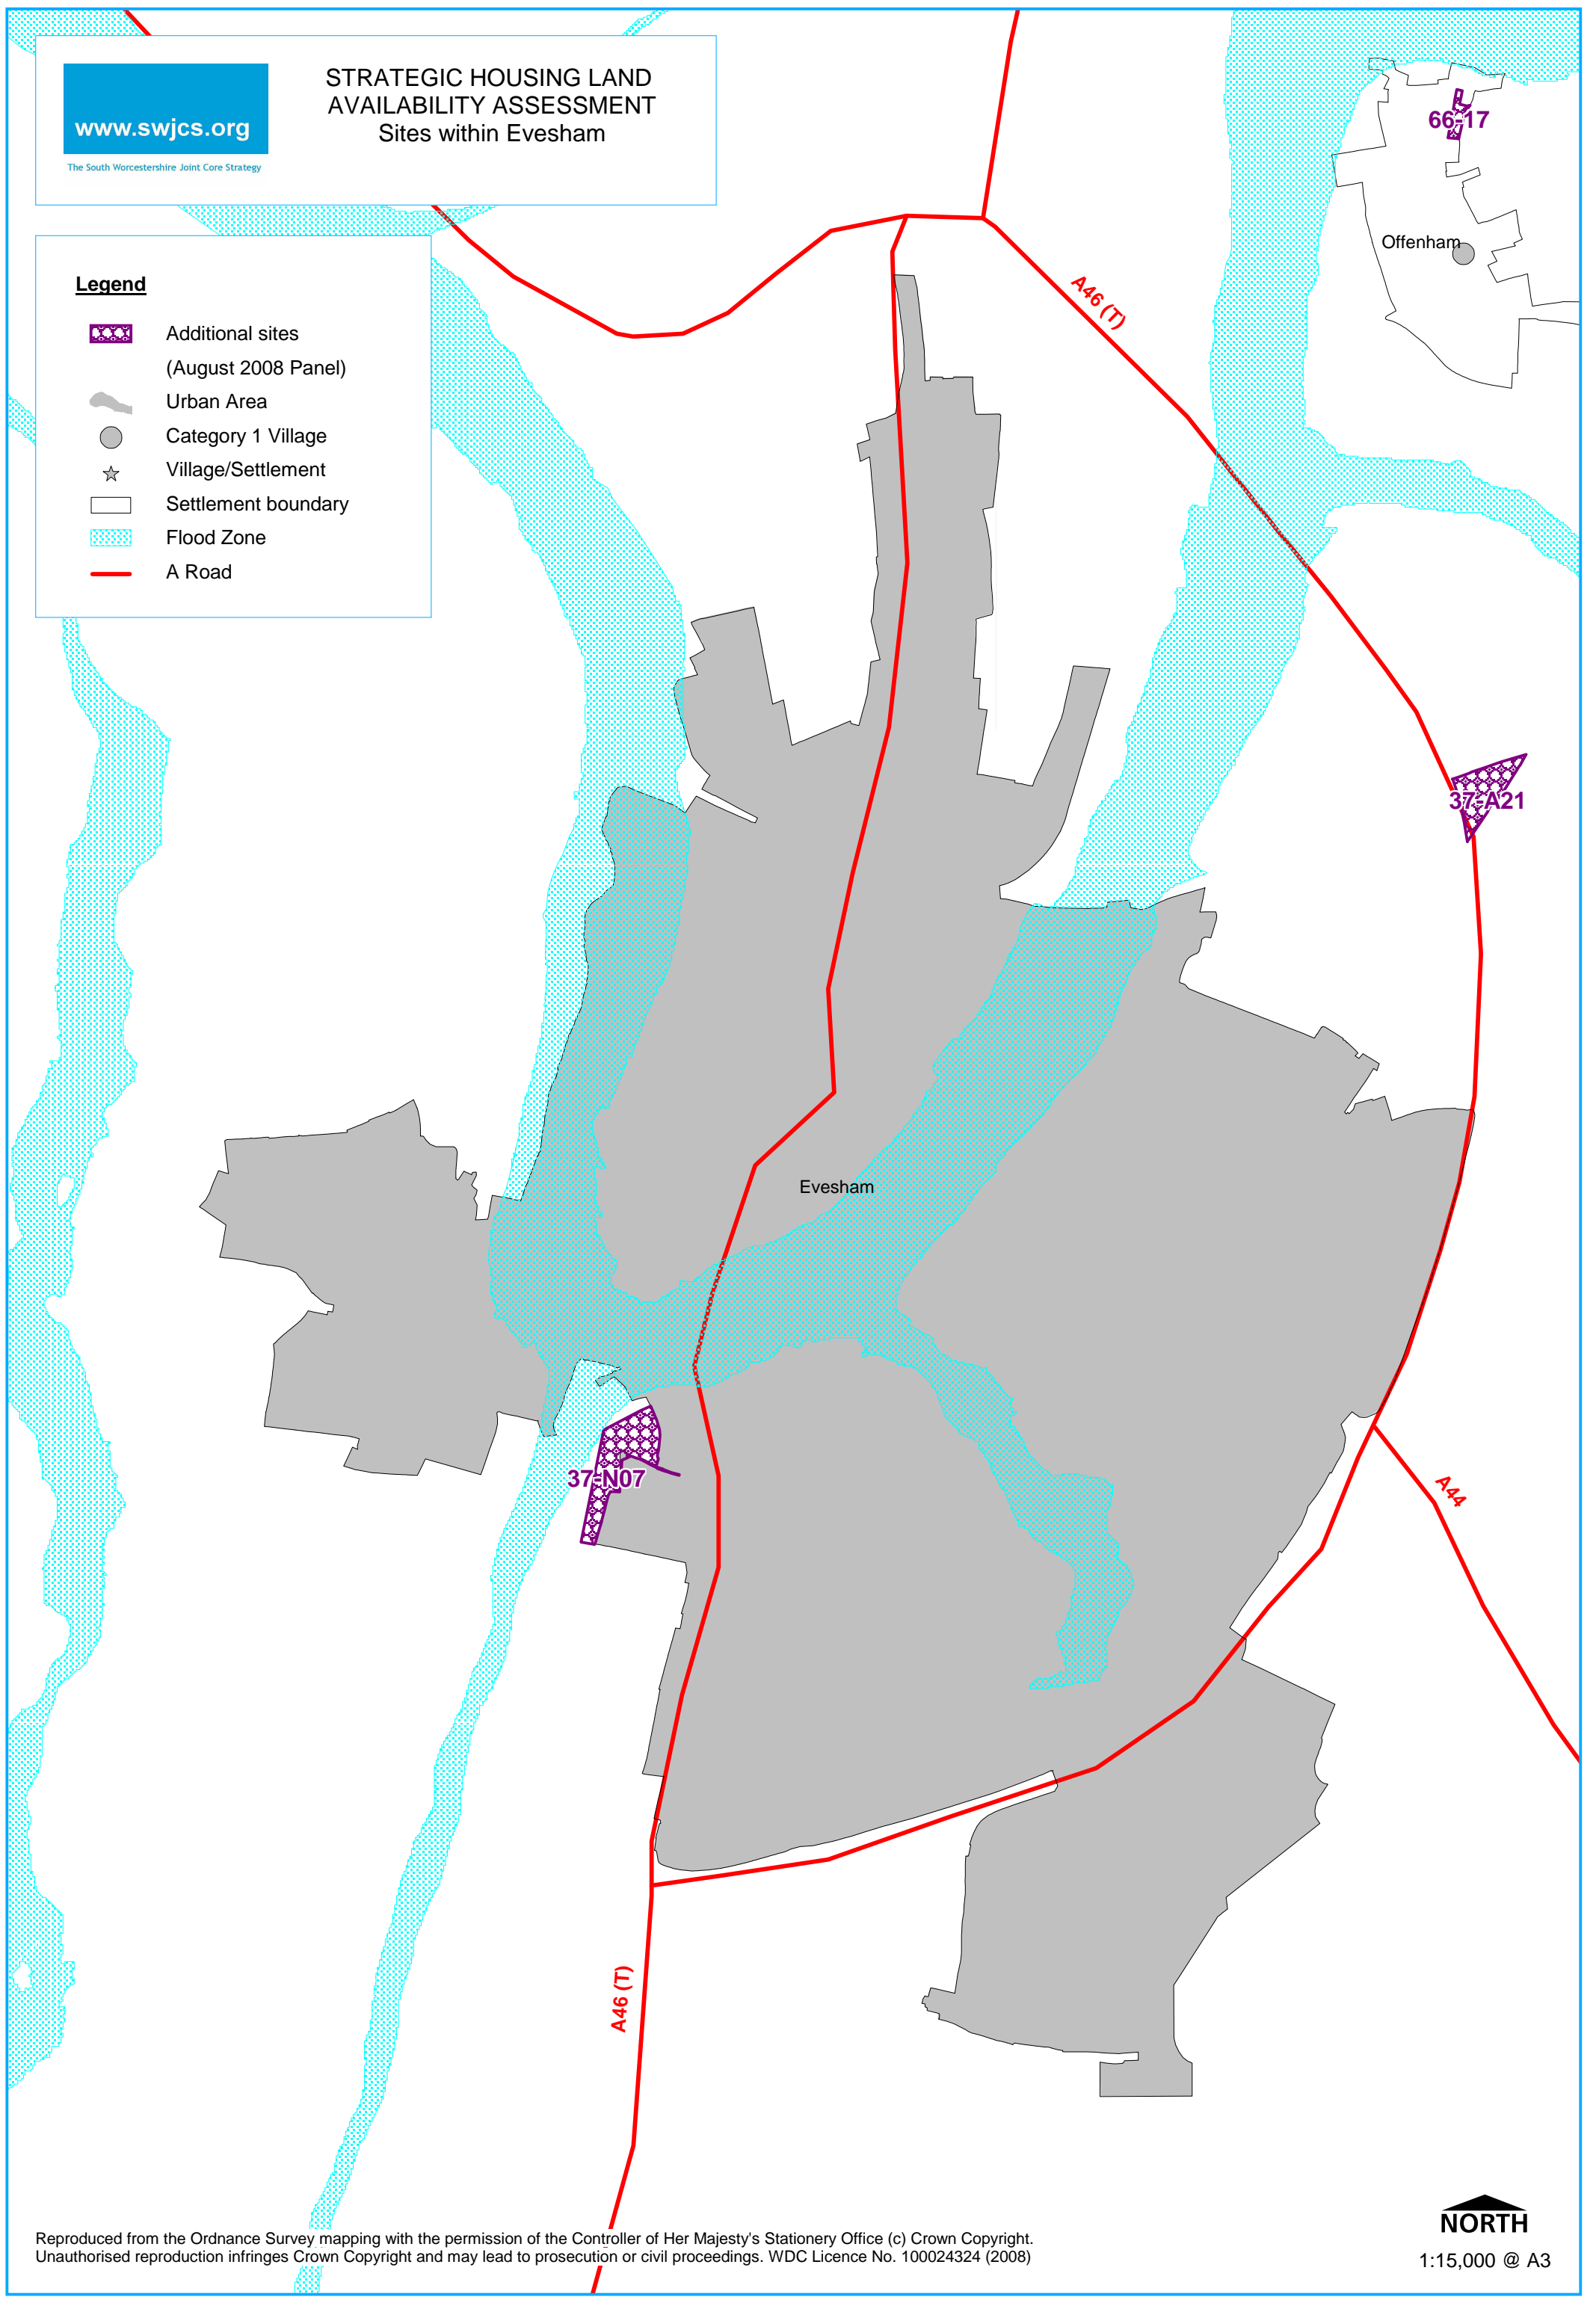 www.swjcs.org
The South Worcestershire Joint Core Strategy
STRATEGIC HOUSING LAND
AVAILABILITY ASSESSMENT
Sites within Evesham
Legend
Additional sites
(August 2008 Panel)
Urban Area
Category 1 Village
Village/Settlement
Settlement boundary
Flood Zone
A Road
66-17
Offenham
A46 (T)
37-A21
Evesham
37-N07
A44
A46 (T)
Reproduced from the Ordnance Survey mapping with the permission of the Controller of Her Majesty's Stationery Office (c) Crown Copyright.
Unauthorised reproduction infringes Crown Copyright and may lead to prosecution or civil proceedings. WDC Licence No. 100024324 (2008)
NORTH
1:15,000 @ A3